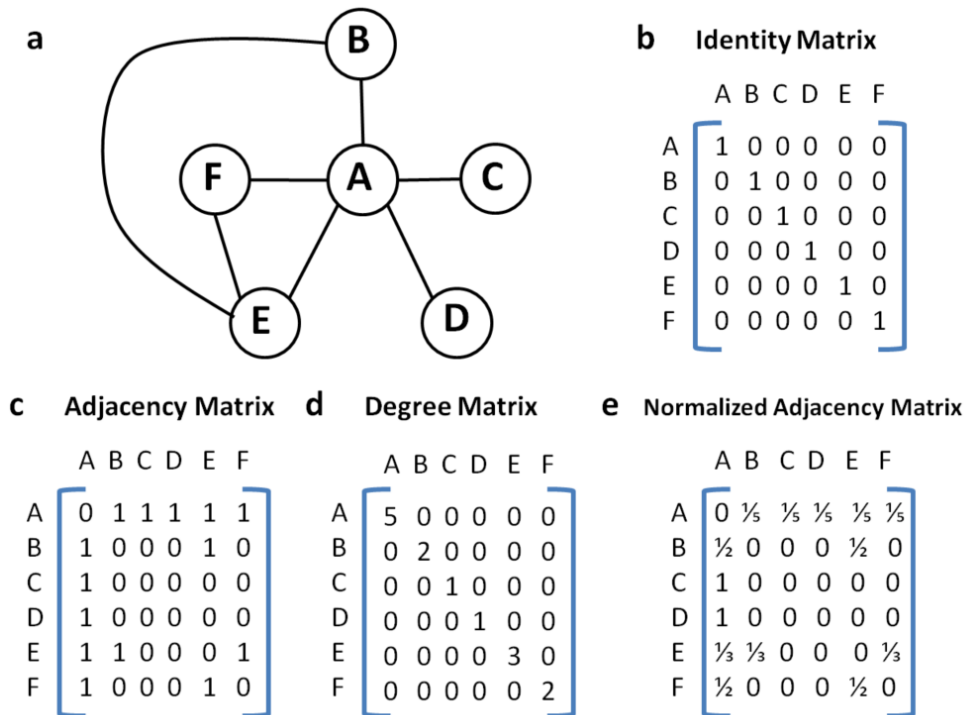 a
B
F A C
E D
b Identity Matrix
A B C D E F
A 1 0 0 0 0 0
B 0 1 0 0 0 0
C 0 0 1 0 0 0
D 0 0 0 1 0 0
E 0 0 0 0 1 0
F 0 0 0 0 0 1
c Adjacency Matrix
A B C D E F
A 0 1 1 1 1 1
B 1 0 0 0 1 0
C 1 0 0 0 0 0
D 1 0 0 0 0 0
E 1 1 0 0 0 1
F 1 0 0 0 1 0
d Degree Matrix
A B C D E F
A 5 0 0 0 0 0
B 0 2 0 0 0 0
C 0 0 1 0 0 0
D 0 0 0 1 0 0
E 0 0 0 0 3 0
F 0 0 0 0 0 2
e Normalized Adjacency Matrix
A B C D E F
A 0 ⅕ ⅕ ⅕ ⅕ ⅕
B ½ 0 0 0 ½ 0
C 1 0 0 0 0 0
D 1 0 0 0 0 0
E ⅓ ⅓ 0 0 0 ⅓
F ½ 0 0 0 ½ 0